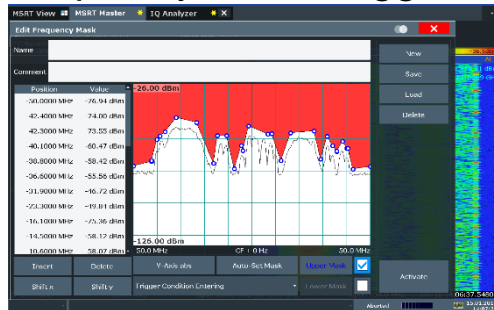 MSRT View MSRT Master * IQ Analyzer * X
Edit Frequency Mask
Name
Comment
New
Save
Load
Delete
Position Value
-50.0000 MHz -76.94 dBm
-42.4000 MHz 74.00 dBm
-42.3000 MHz 73.55 dBm
-40.1000 MHz -60.47 dBm
-38.8000 MHz -58.42 dBm
-36.6000 MHz -55.56 dBm
-31.9000 MHz -46.72 dBm
-23.3000 MHz -49.81 dBm
-16.1000 MHz -75.36 dBm
-14.5000 MHz -58.12 dBm
10.6000 MHz 58.07 dBm
-26.00 dBm
-126.00 dBm
50.0 MHz CF = 0 Hz 50.0 MHz
Insert Delete Y-Axis abs Auto-Set Mask Upper Mask
Shift x Shift y Trigger Condition Entering Lower Mask
Activate
06:37.5480
Aborted